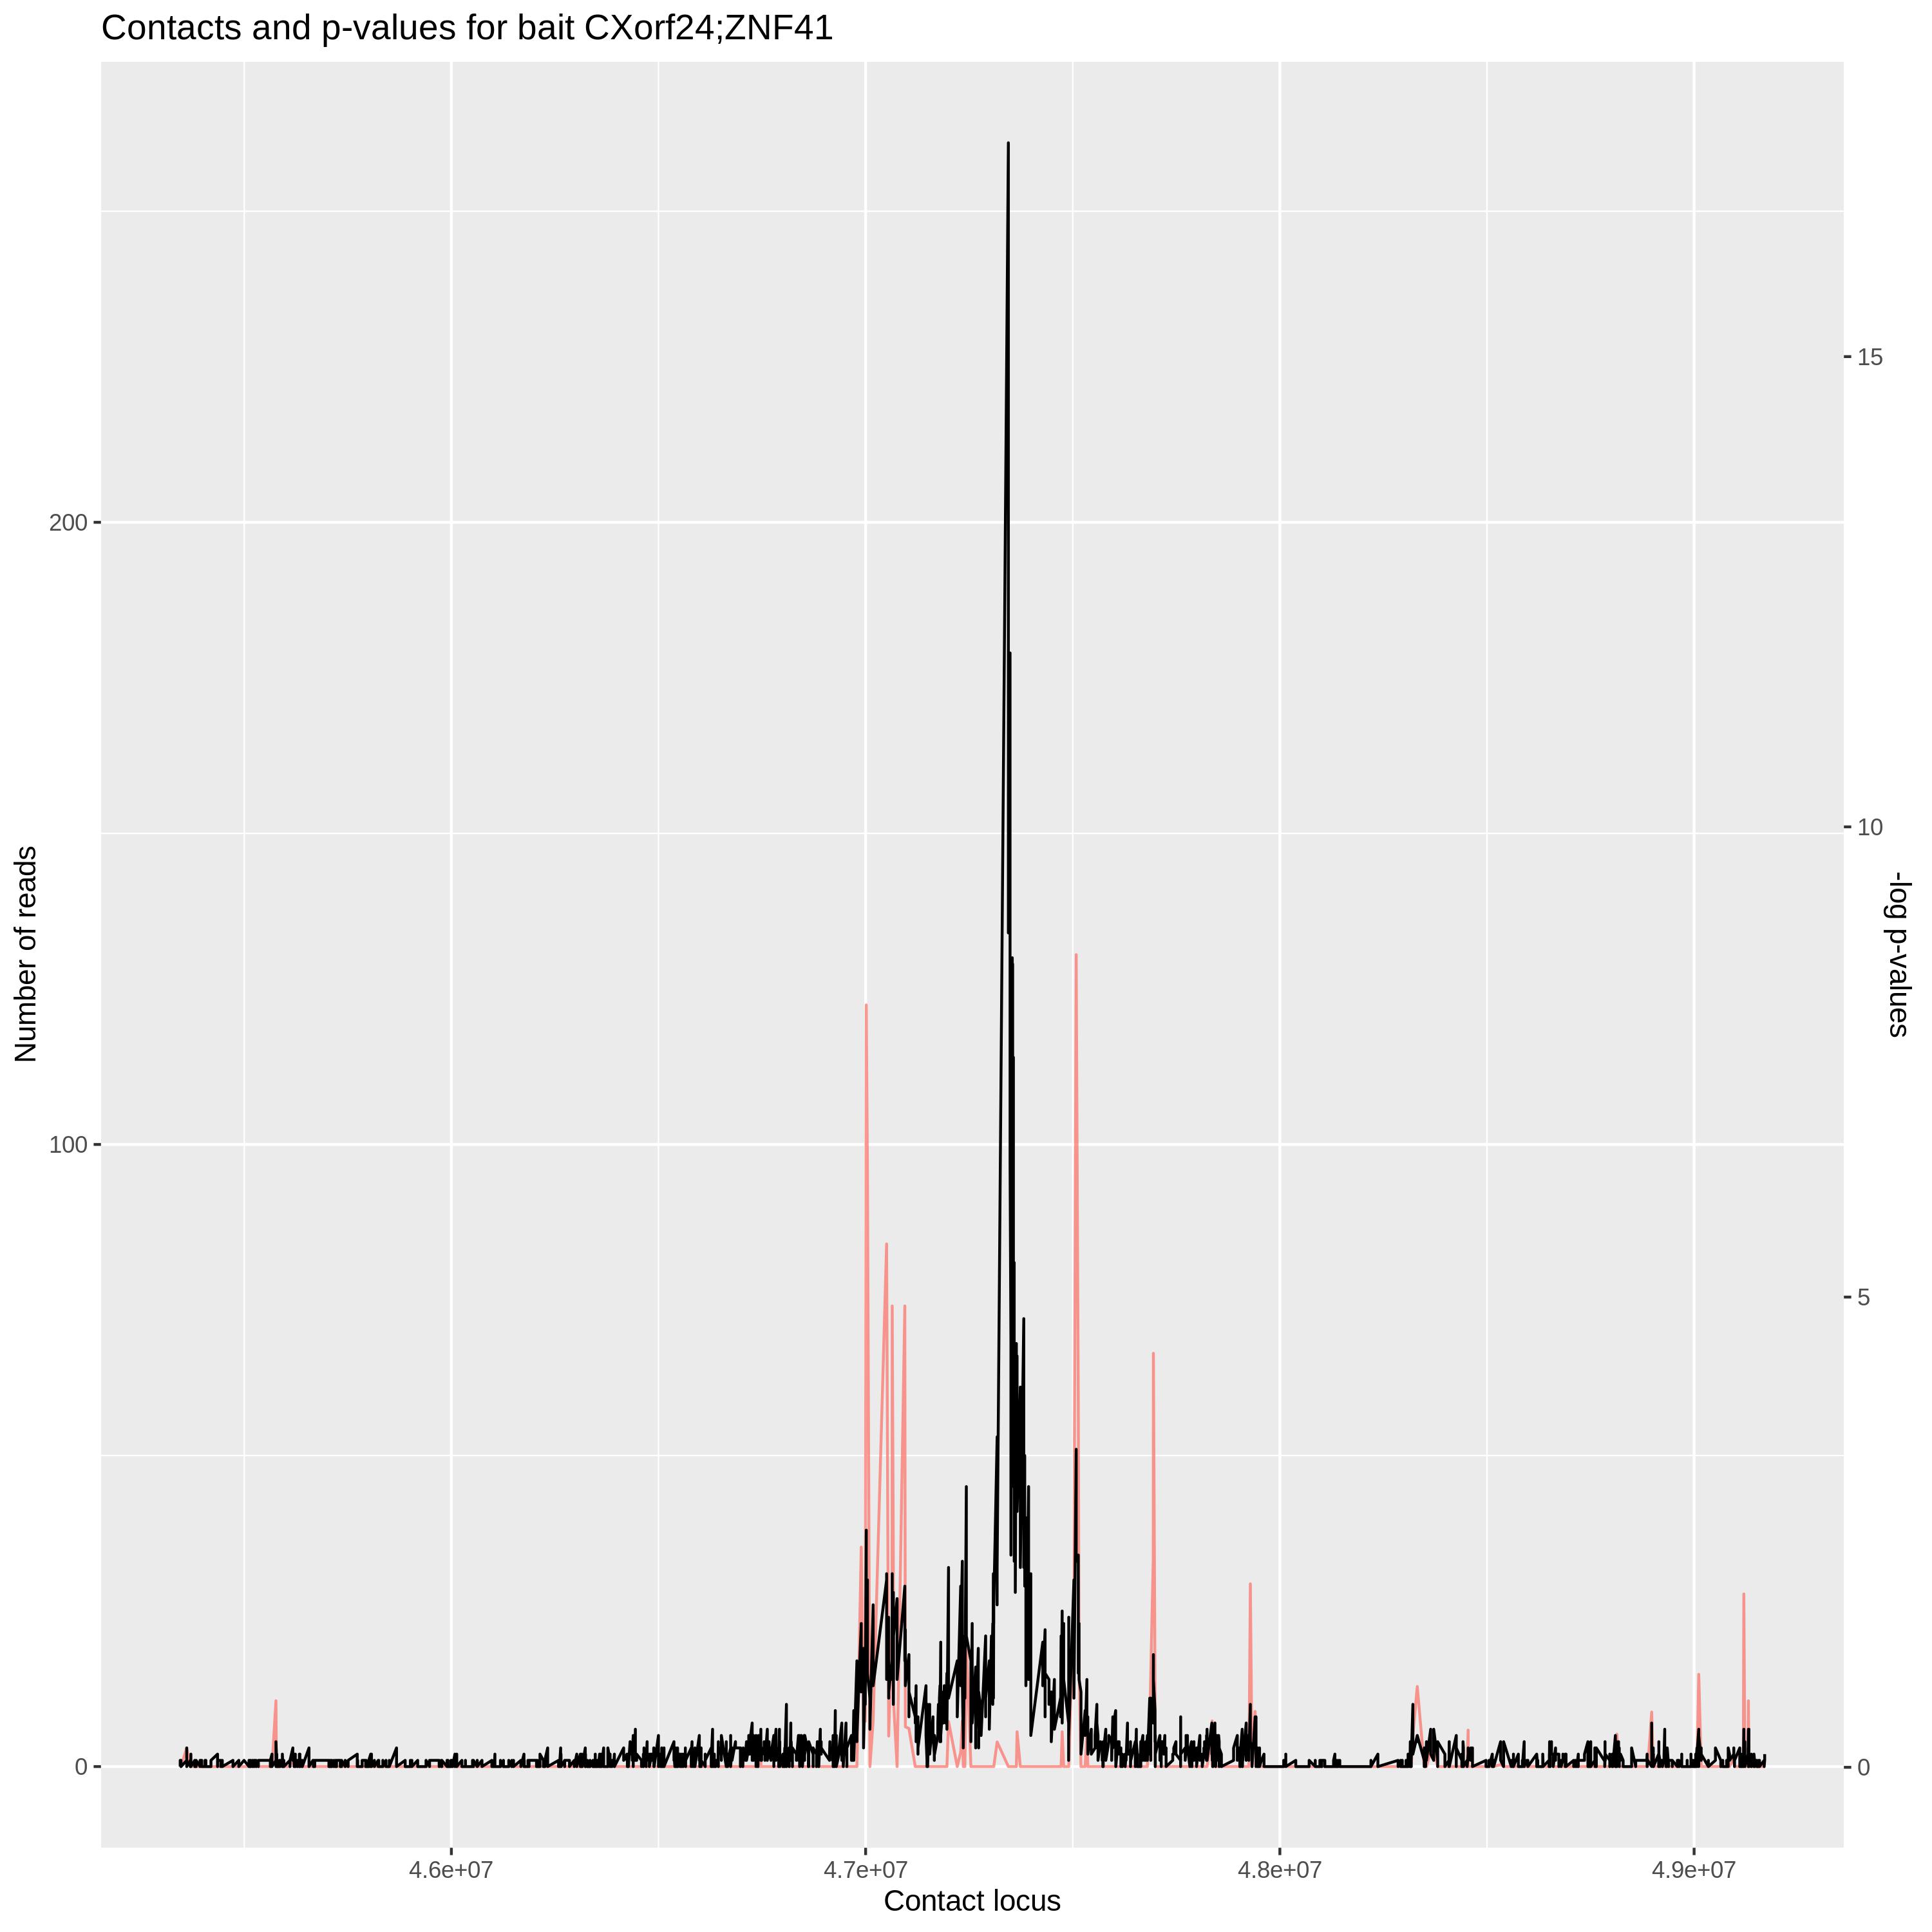 Contacts and p-values for bait CXorf24;ZNF41
Number of reads
200
100
0
15
10
5
0
-log p-values
4.6e+07
4.7e+07
4.8e+07
4.9e+07
Contact locus